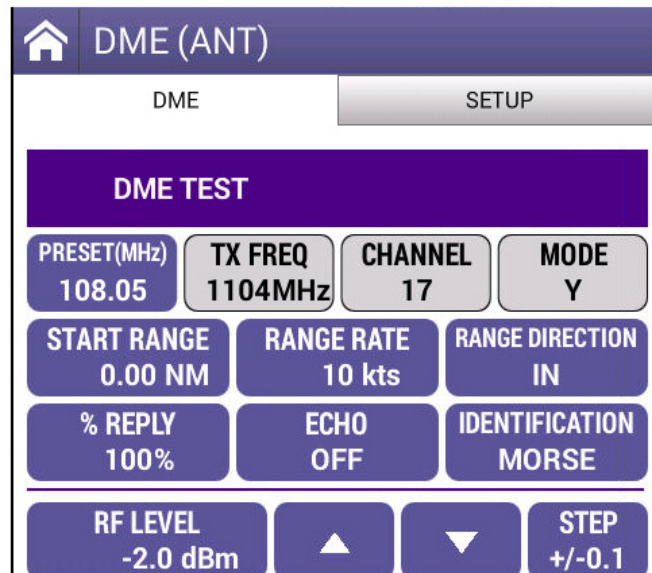 DME (ANT)
DME SETUP
DME TEST
PRESET(MHz) TX FREQ CHANNEL MODE
108.05 1104MHz 17 Y
START RANGE RANGE RATE RANGE DIRECTION
0.00 NM 10 kts IN
% REPLY ECHO IDENTIFICATION
100% OFF MORSE
RF LEVEL STEP
-2.0 dBm +/-0.1